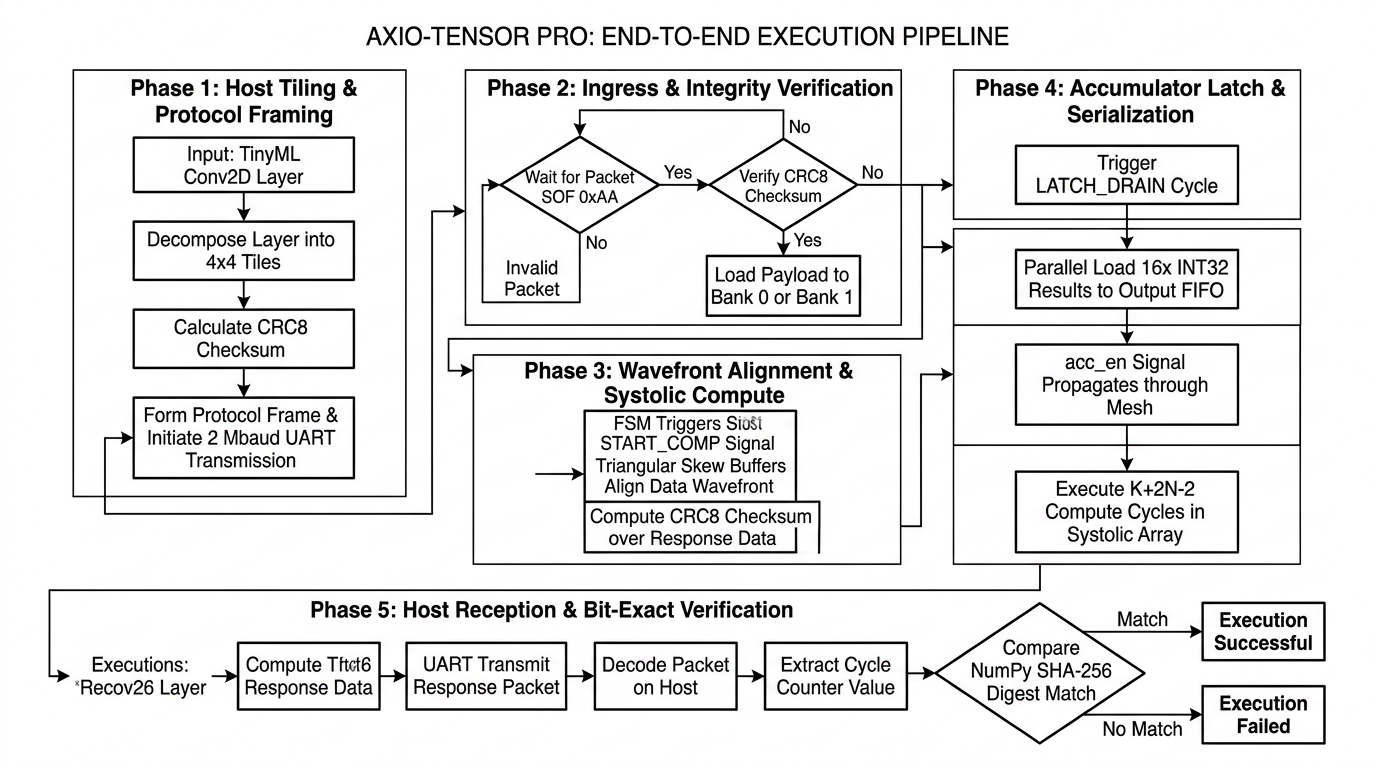 AXIO-TENSOR PRO: END-TO-END EXECUTION PIPELINE
Phase 1: Host Tiling &
Protocol Framing
Input: TinyML
Conv2D Layer
Decompose Layer into
4x4 Tiles
Calculate CRC8
Checksum
Form Protocol Frame &
Initiate 2 Mbaud UART
Transmission
Phase 2: Ingress & Integrity Verification
Wait for Packet
SOF 0xAA
Yes
No
Invalid
Packet
Verify CRC8
Checksum
No
No
Yes
Load Payload to
Bank 0 or Bank 1
Phase 3: Wavefront Alignment &
Systolic Compute
FSM Triggers
START_COMP Signal
Triangular Skew Buffers
Align Data Wavefront
Compute CRC8 Checksum
over Response Data
Phase 4: Accumulator Latch &
Serialization
Trigger
LATCH_DRAIN Cycle
Parallel Load 16x INT32
Results to Output FIFO
acc_en Signal
Propagates through
Mesh
Execute K+2N-2
Compute Cycles in
Systolic Array
Phase 5: Host Reception & Bit-Exact Verification
Executions:
*Recov26 Layer
Compute
Response Data
UART Transmit
Response Packet
Decode Packet
on Host
Extract Cycle
Counter Value
Compare
NumPy SHA-256
Digest Match
Match
No Match
Execution
Successful
Execution
Failed